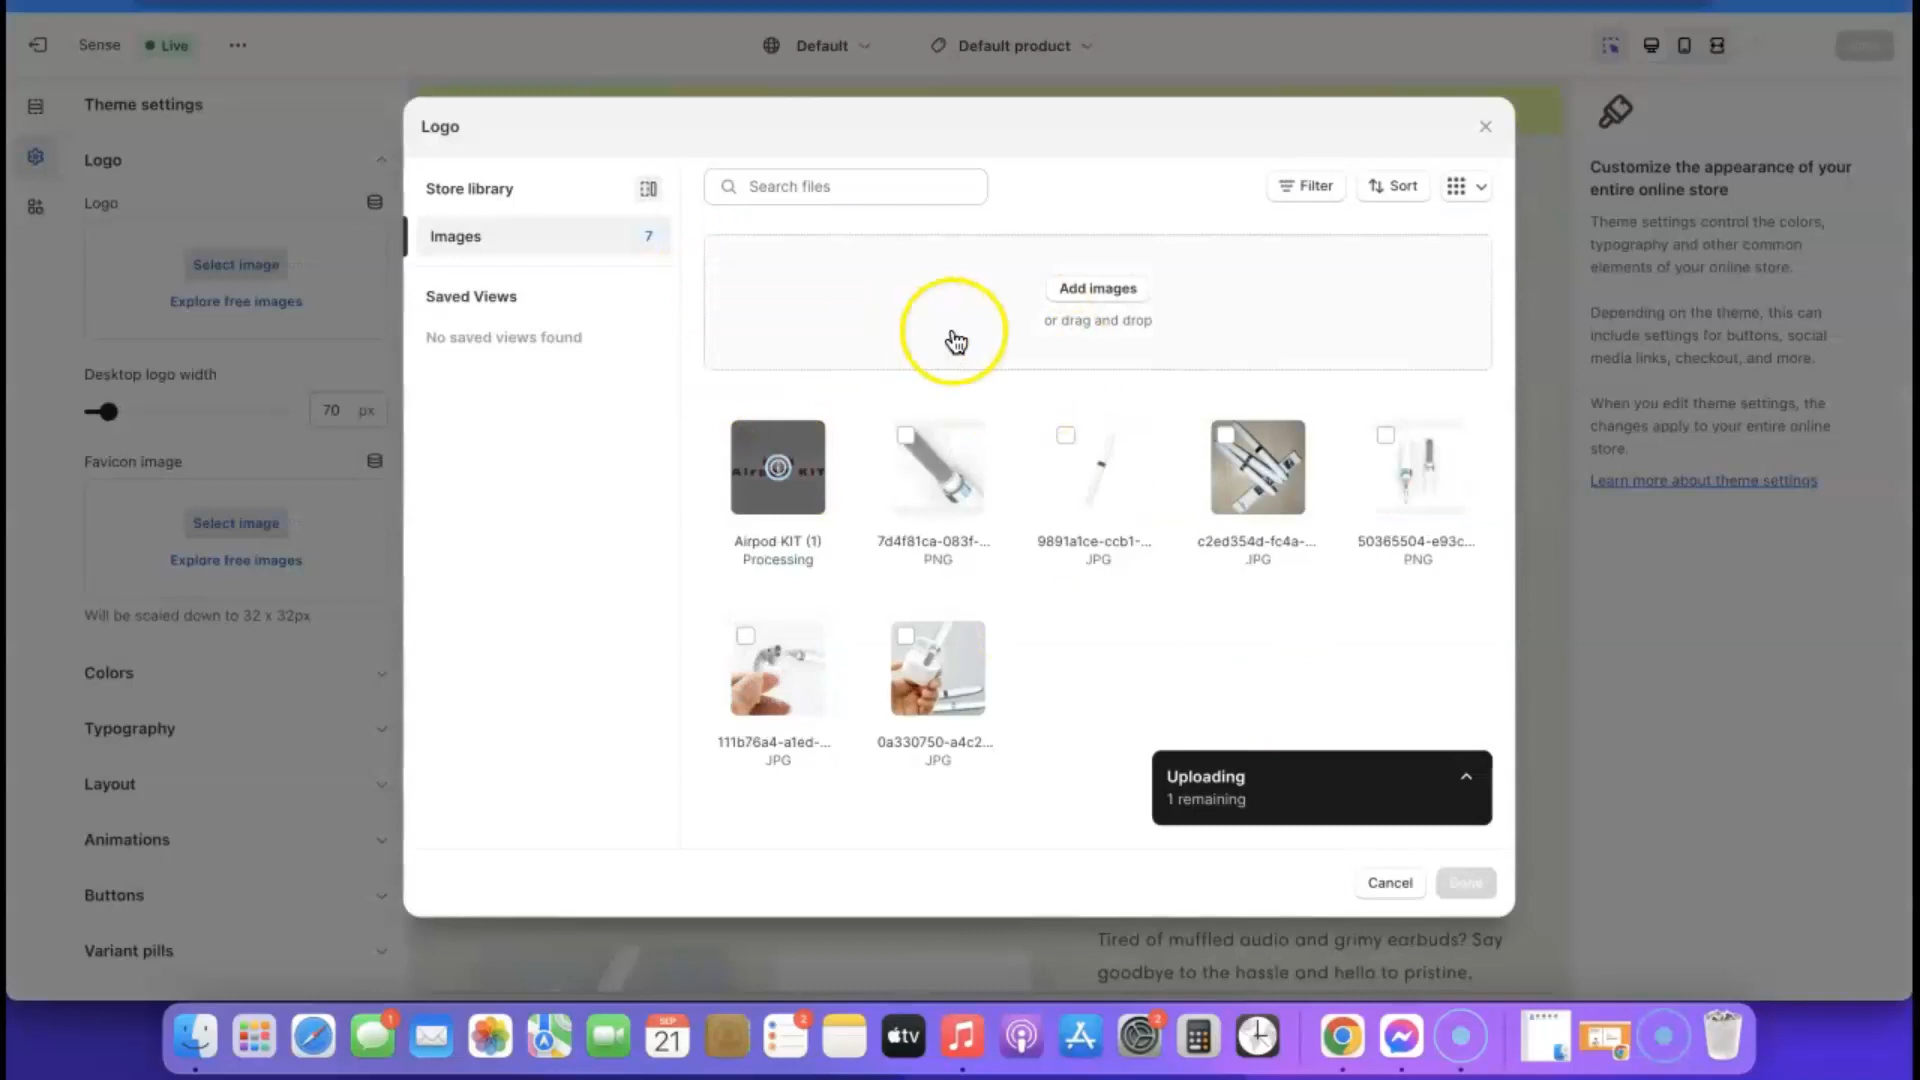 Sense
Live
Default
Default product
Theme settings
Logo
Logo
Select image
Explore free images
Desktop logo width
70 px
Favicon image
Select image
Explore free images
Will be scaled down to 32 x 32px
Colors
Typography
Layout
Animations
Buttons
Variant pills
Logo
Store library
Images 7
Saved Views
No saved views found
Search files
Filter
Sort
Add images
or drag and drop
Airpod KIT (1)
Processing
7d4f81ca-083f-...
PNG
9891a1ce-ccb1-...
JPG
c2ed354d-fc4a-...
JPG
50365504-e93c...
PNG
111b76a4-a1ed-...
JPG
0a330750-a4c2...
JPG
Uploading
1 remaining
Cancel
Done
Customize the appearance of your
entire online store
Theme settings control the colors,
typography and other common
elements of your online store.
Depending on the theme, this can
include settings for buttons, social
media links, checkout, and more.
When you edit theme settings, the
changes apply to your entire online
store.
Learn more about theme settings
Tired of muffled audio and grimy earbuds? Say
goodbye to the hassle and hello to pristine,
1
SEP
21
2
tv
2